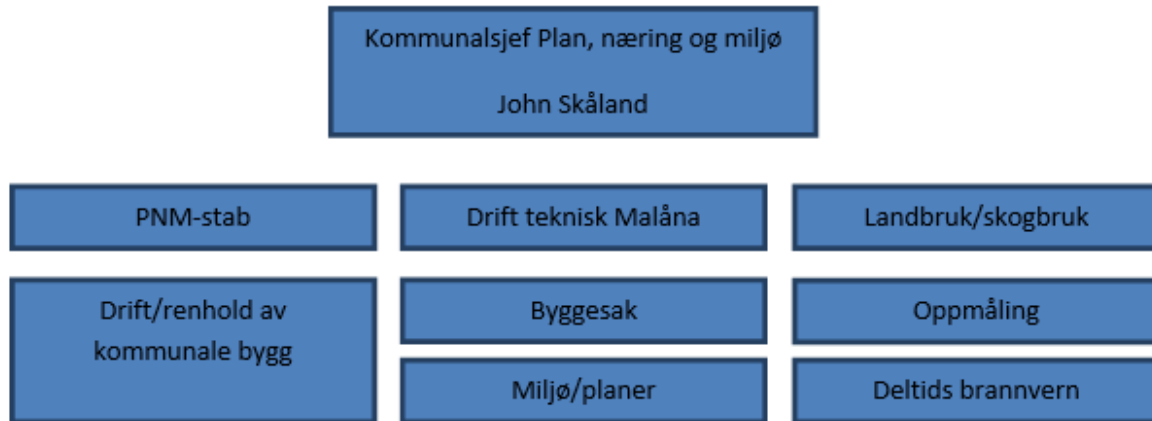 Kommunalsjef Plan, næring og miljø
John Skåland
PNM-stab
Drift teknisk Malåna
Landbruk/skogbruk
Drift/renhold av
kommunale bygg
Byggesak
Oppmåling
Miljø/planer
Deltids brannvern